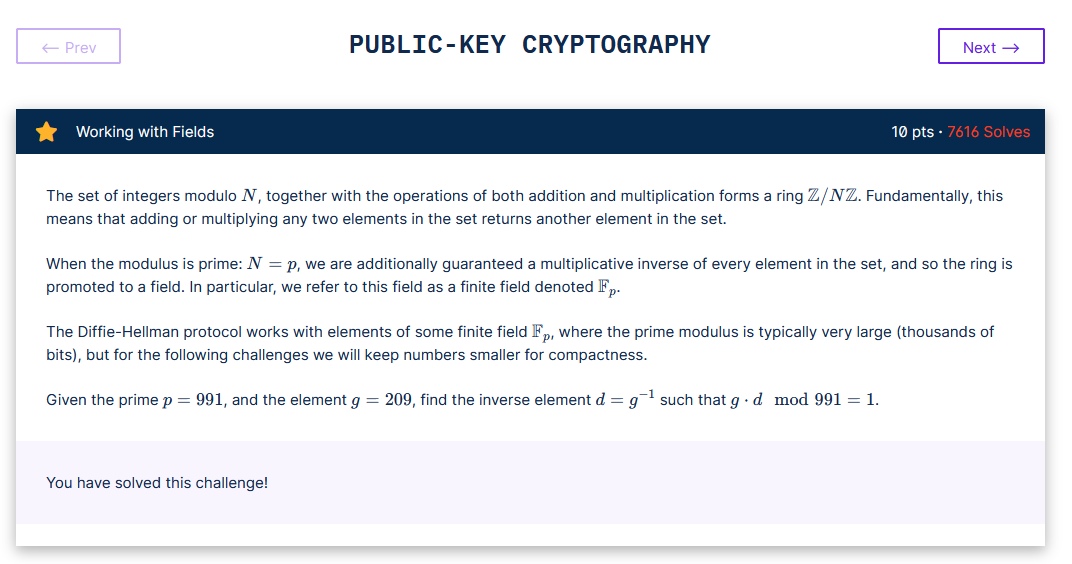 ← Prev
PUBLIC-KEY CRYPTOGRAPHY
Next →
Working with Fields
10 pts · 7616 Solves
The set of integers modulo N, together with the operations of both addition and multiplication forms a ring ℤ/Nℤ. Fundamentally, this
means that adding or multiplying any two elements in the set returns another element in the set.
When the modulus is prime: N = p, we are additionally guaranteed a multiplicative inverse of every element in the set, and so the ring is
promoted to a field. In particular, we refer to this field as a finite field denoted 𝔽ₚ.
The Diffie-Hellman protocol works with elements of some finite field 𝔽ₚ, where the prime modulus is typically very large (thousands of
bits), but for the following challenges we will keep numbers smaller for compactness.
Given the prime p = 991, and the element g = 209, find the inverse element d = g⁻¹ such that g · d mod 991 = 1.
You have solved this challenge!